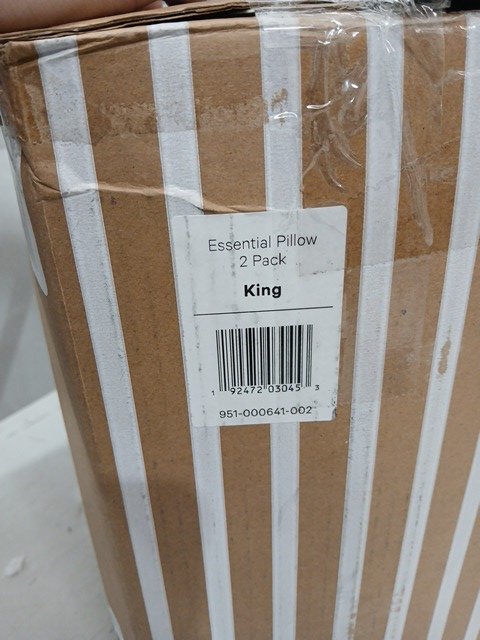 Essential Pillow
2 Pack
King
1 92472 03045 3
951-000641-002